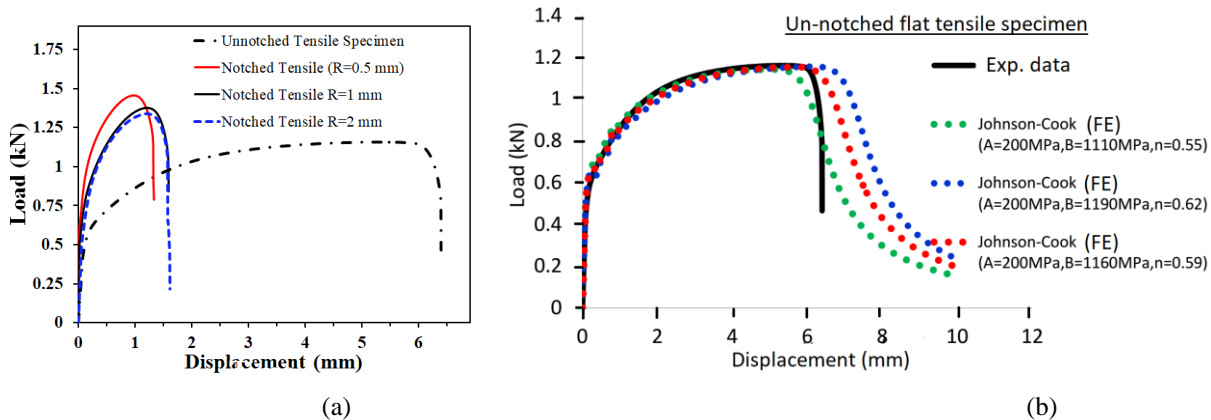 1.75
1.5
1.25
1
0.75
0.5
0.25
0
0
1
2
3
4
5
6
Load (kN)
Displacement (mm)
Unnotched Tensile Specimen
Notched Tensile (R=0.5 mm)
Notched Tensile R=1 mm
Notched Tensile R=2 mm
(a)
Un-notched flat tensile specimen
1.4
1.2
1.0
0.8
0.6
0.4
0.2
0
0
2
4
6
8
10
12
Load (kN)
Displacement (mm)
Exp. data
Johnson-Cook (FE)
(A=200MPa,B=1110MPa,n=0.55)
Johnson-Cook (FE)
(A=200MPa,B=1190MPa,n=0.62)
Johnson-Cook (FE)
(A=200MPa,B=1160MPa,n=0.59)
(b)